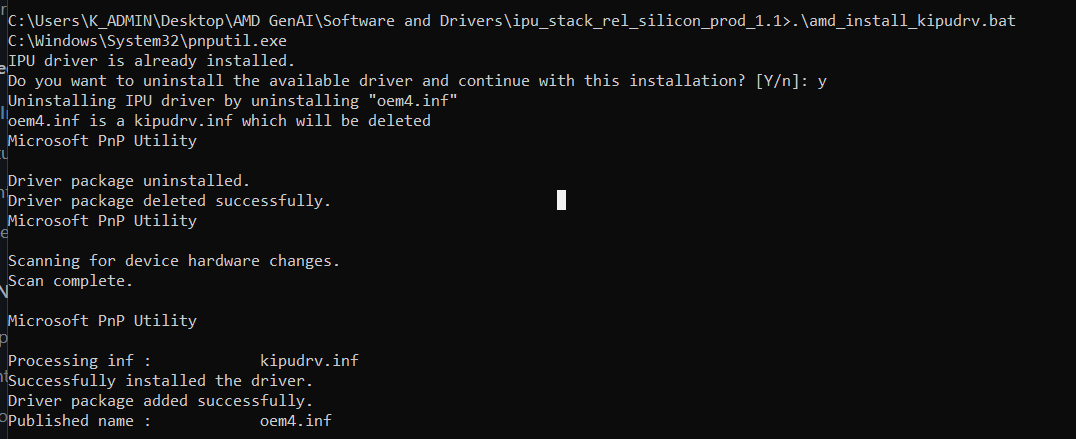 C:\Users\K_ADMIN\Desktop\AMD GenAI\Software and Drivers\ipu_stack_rel_silicon_prod_1.1>.\amd_install_kipudrv.bat
C:\Windows\System32\pnputil.exe
IPU driver is already installed.
Do you want to uninstall the available driver and continue with this installation? [Y/n]: y
Uninstalling IPU driver by uninstalling "oem4.inf"
oem4.inf is a kipudrv.inf which will be deleted
Microsoft PnP Utility
Driver package uninstalled.
Driver package deleted successfully.
Microsoft PnP Utility
Scanning for device hardware changes.
Scan complete.
Microsoft PnP Utility
Processing inf :            kipudrv.inf
Successfully installed the driver.
Driver package added successfully.
Published name :            oem4.inf